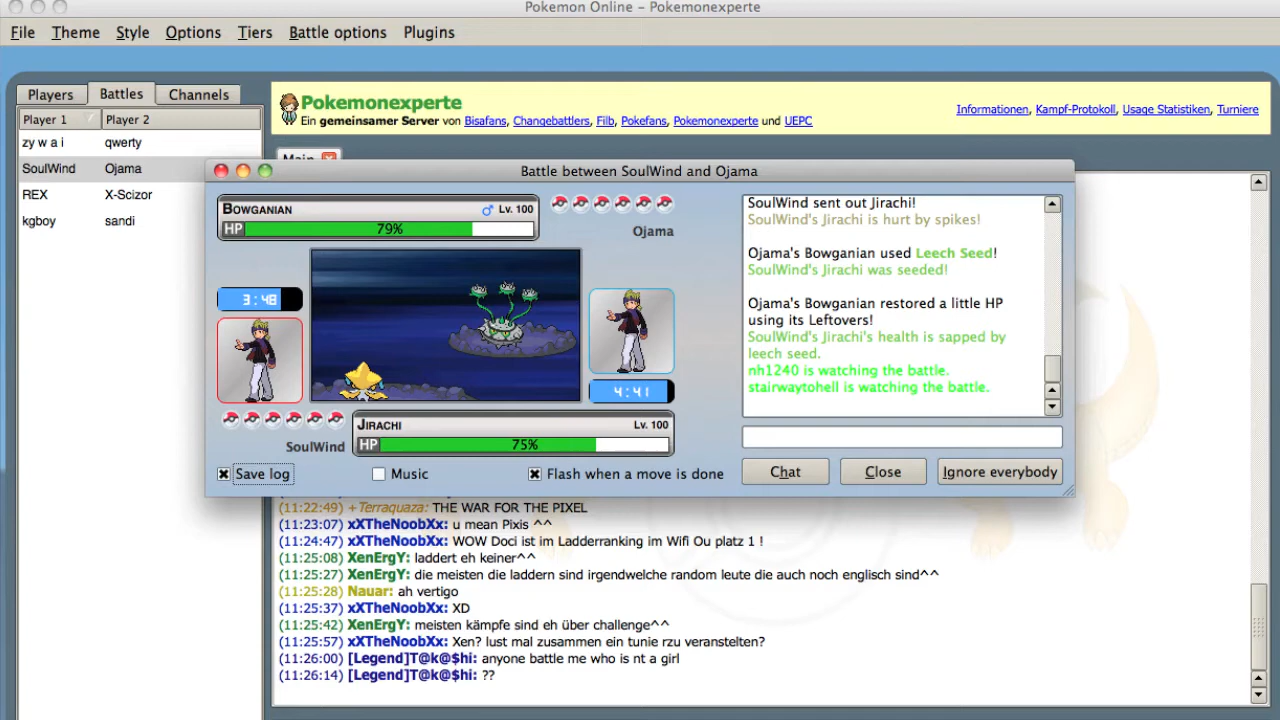 Pokemon Online - Pokemonexperte
File Theme Style Options Tiers Battle options Plugins
Players Battles Channels
Player 1 Player 2
zy w a i qwerty
SoulWind Ojama
REX X-Scizor
kgboy sandi
Pokemonexperte
Ein gemeinsamer Server von Bisafans, Changebattlers, Filb, Pokefans, Pokemonexperte und UEPC
Informationen, Kampf-Protokoll, Usage Statistiken, Turniere
Main
Battle between SoulWind and Ojama
BOWGANIAN ♂ Lv. 100
HP 79%
Ojama
3:48
4:41
JIRACHI Lv. 100
HP 75%
SoulWind
Save log Music Flash when a move is done
SoulWind sent out Jirachi!
SoulWind's Jirachi is hurt by spikes!
Ojama's Bowganian used Leech Seed!
SoulWind's Jirachi was seeded!
Ojama's Bowganian restored a little HP
using its Leftovers!
SoulWind's Jirachi's health is sapped by
leech seed.
nh1240 is watching the battle.
stairwaytohell is watching the battle.
Chat Close Ignore everybody
(11:22:49) +Terraquaza: THE WAR FOR THE PIXEL
(11:23:07) xXTheNoobXx: u mean Pixis ^^
(11:24:47) xXTheNoobXx: WOW Doci ist im Ladderranking im Wifi Ou platz 1 !
(11:25:08) XenErgY: laddert eh keiner^^
(11:25:27) XenErgY: die meisten die laddern sind irgendwelche random leute die auch noch englisch sind^^
(11:25:28) Nauar: ah vertigo
(11:25:37) xXTheNoobXx: XD
(11:25:42) XenErgY: meisten kämpfe sind eh über challenge^^
(11:25:57) xXTheNoobXx: Xen? lust mal zusammen ein tunie rzu veranstelten?
(11:26:00) [Legend]T@k@$hi: anyone battle me who is nt a girl
(11:26:14) [Legend]T@k@$hi: ??